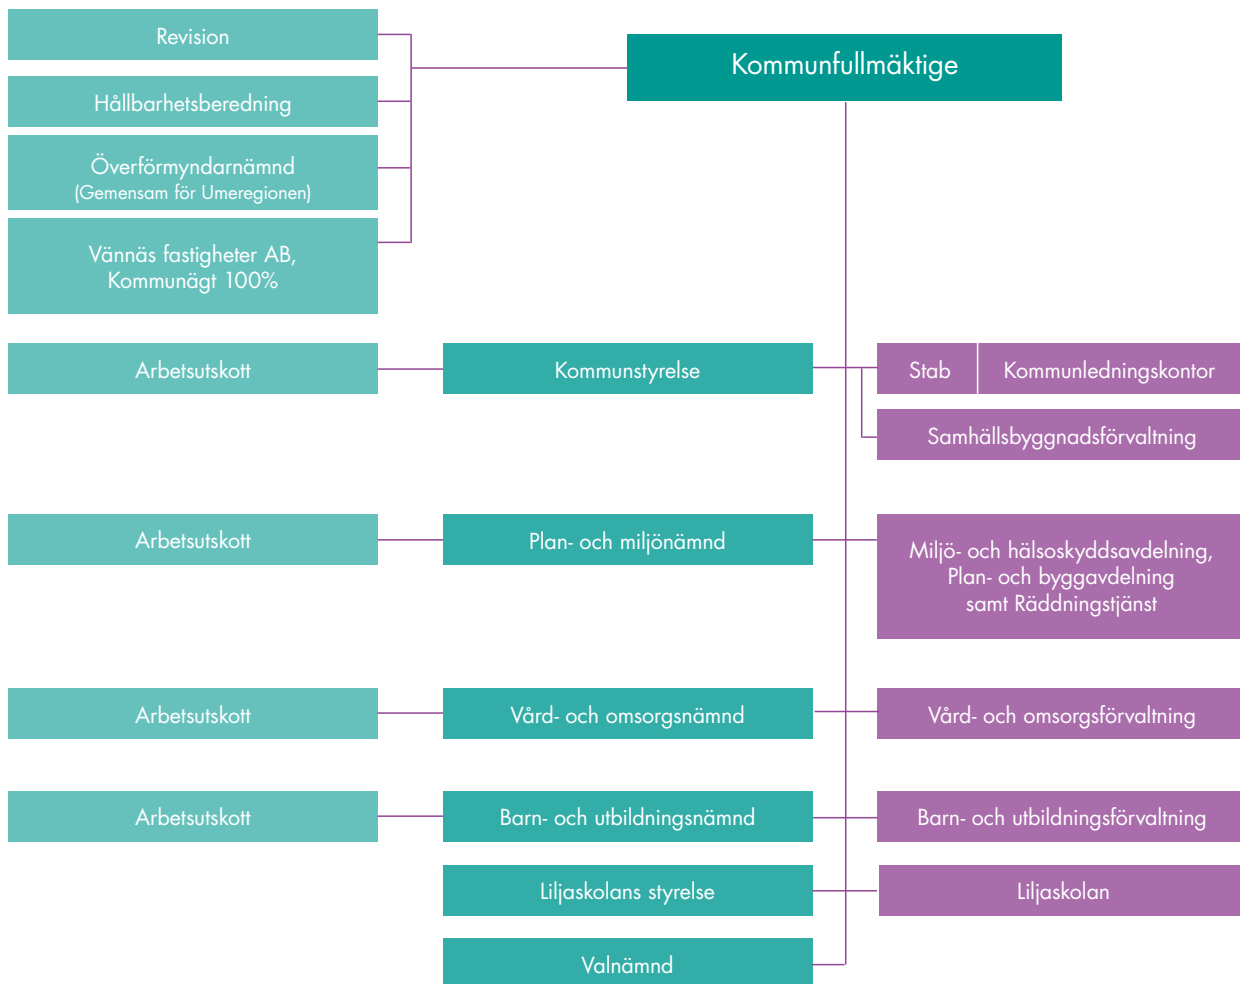 Revision
Kommunfullmäktige
Hållbarhetsberedning
Överförmyndarnämnd
(Gemensam för Umeregionen)
Vännäs fastigheter AB,
Kommunägt 100%
Arbetsutskott
Kommunstyrelse
Stab
Kommunledningskontor
Samhällsbyggnadsförvaltning
Arbetsutskott
Plan- och miljönämnd
Miljö- och hälsoskyddsavdelning,
Plan- och byggavdelning
samt Räddningstjänst
Arbetsutskott
Vård- och omsorgsnämnd
Vård- och omsorgsförvaltning
Arbetsutskott
Barn- och utbildningsnämnd
Barn- och utbildningsförvaltning
Liljaskolans styrelse
Liljaskolan
Valnämnd